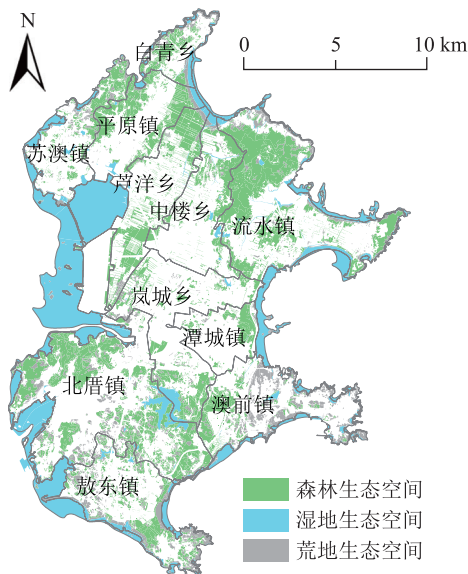 N
0 5 10 km
白青乡
平原镇
苏澳镇
芦洋乡
中楼乡
流水镇
岚城乡
潭城镇
北厝镇
澳前镇
敖东镇
森林生态空间
湿地生态空间
荒地生态空间